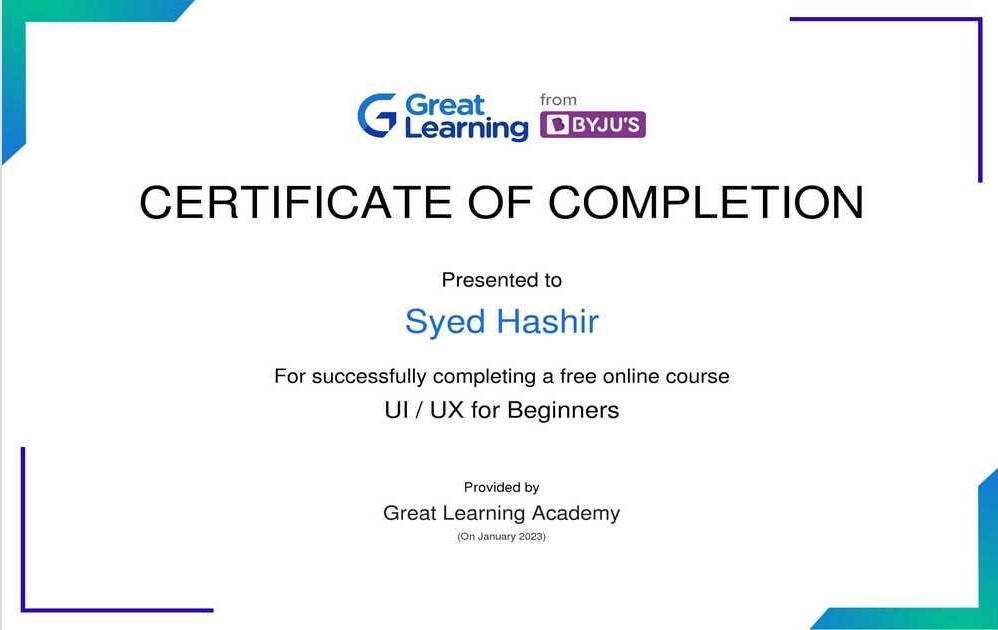 Great
Learning
from
BYJU'S
CERTIFICATE OF COMPLETION
Presented to
Syed Hashir
For successfully completing a free online course
UI / UX for Beginners
Provided by
Great Learning Academy
(On January 2023)